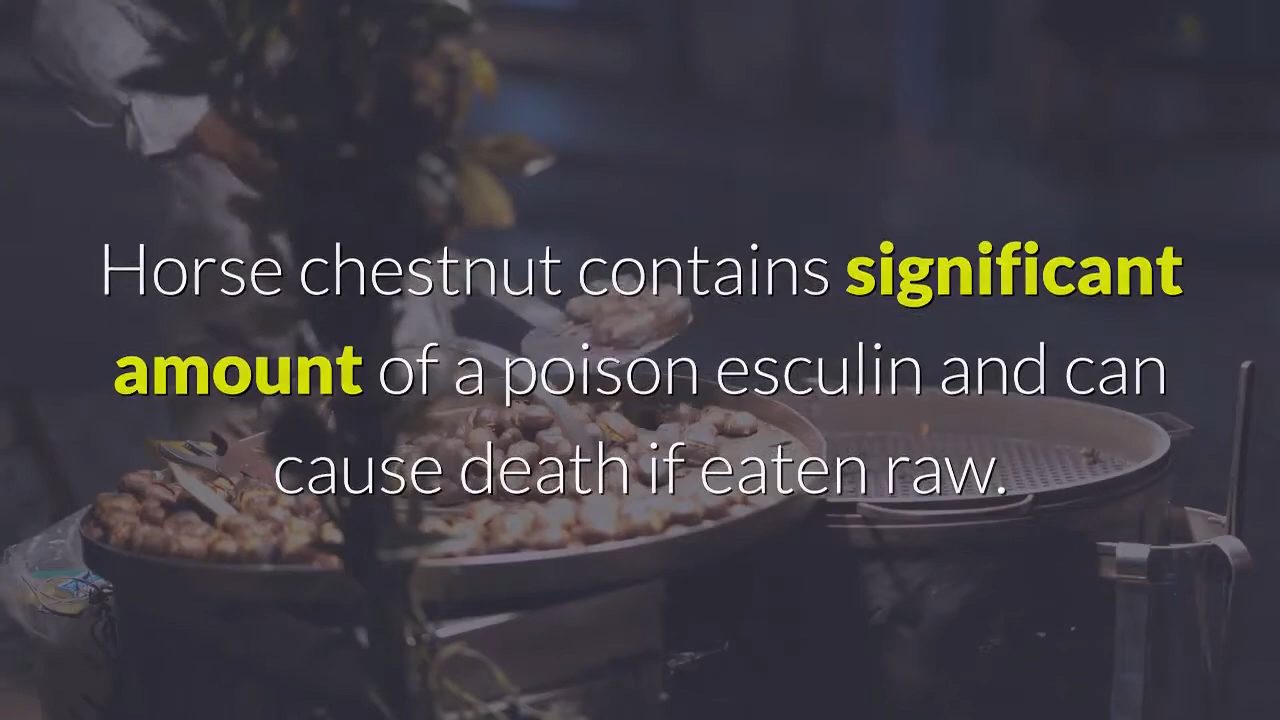 Horse chestnut contains significant
amount of a poison esculin and can
cause death if eaten raw.